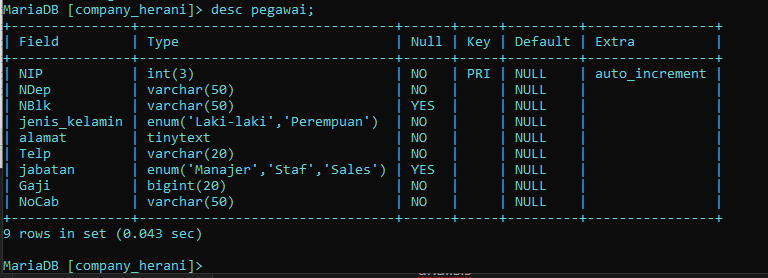 MariaDB [company_herani]> desc pegawai;
+---------------+--------------------------------+------+-----+---------+----------------+
| Field         | Type                           | Null | Key | Default | Extra          |
+---------------+--------------------------------+------+-----+---------+----------------+
| NIP           | int(3)                         | NO   | PRI | NULL    | auto_increment |
| NDep          | varchar(50)                    | NO   |     | NULL    |                |
| NBlk          | varchar(50)                    | YES  |     | NULL    |                |
| jenis_kelamin | enum('Laki-laki','Perempuan')  | NO   |     | NULL    |                |
| alamat        | tinytext                       | NO   |     | NULL    |                |
| Telp          | varchar(20)                    | NO   |     | NULL    |                |
| jabatan       | enum('Manajer','Staf','Sales') | YES  |     | NULL    |                |
| Gaji          | bigint(20)                     | NO   |     | NULL    |                |
| NoCab         | varchar(50)                    | NO   |     | NULL    |                |
+---------------+--------------------------------+------+-----+---------+----------------+
9 rows in set (0.043 sec)
MariaDB [company_herani]>